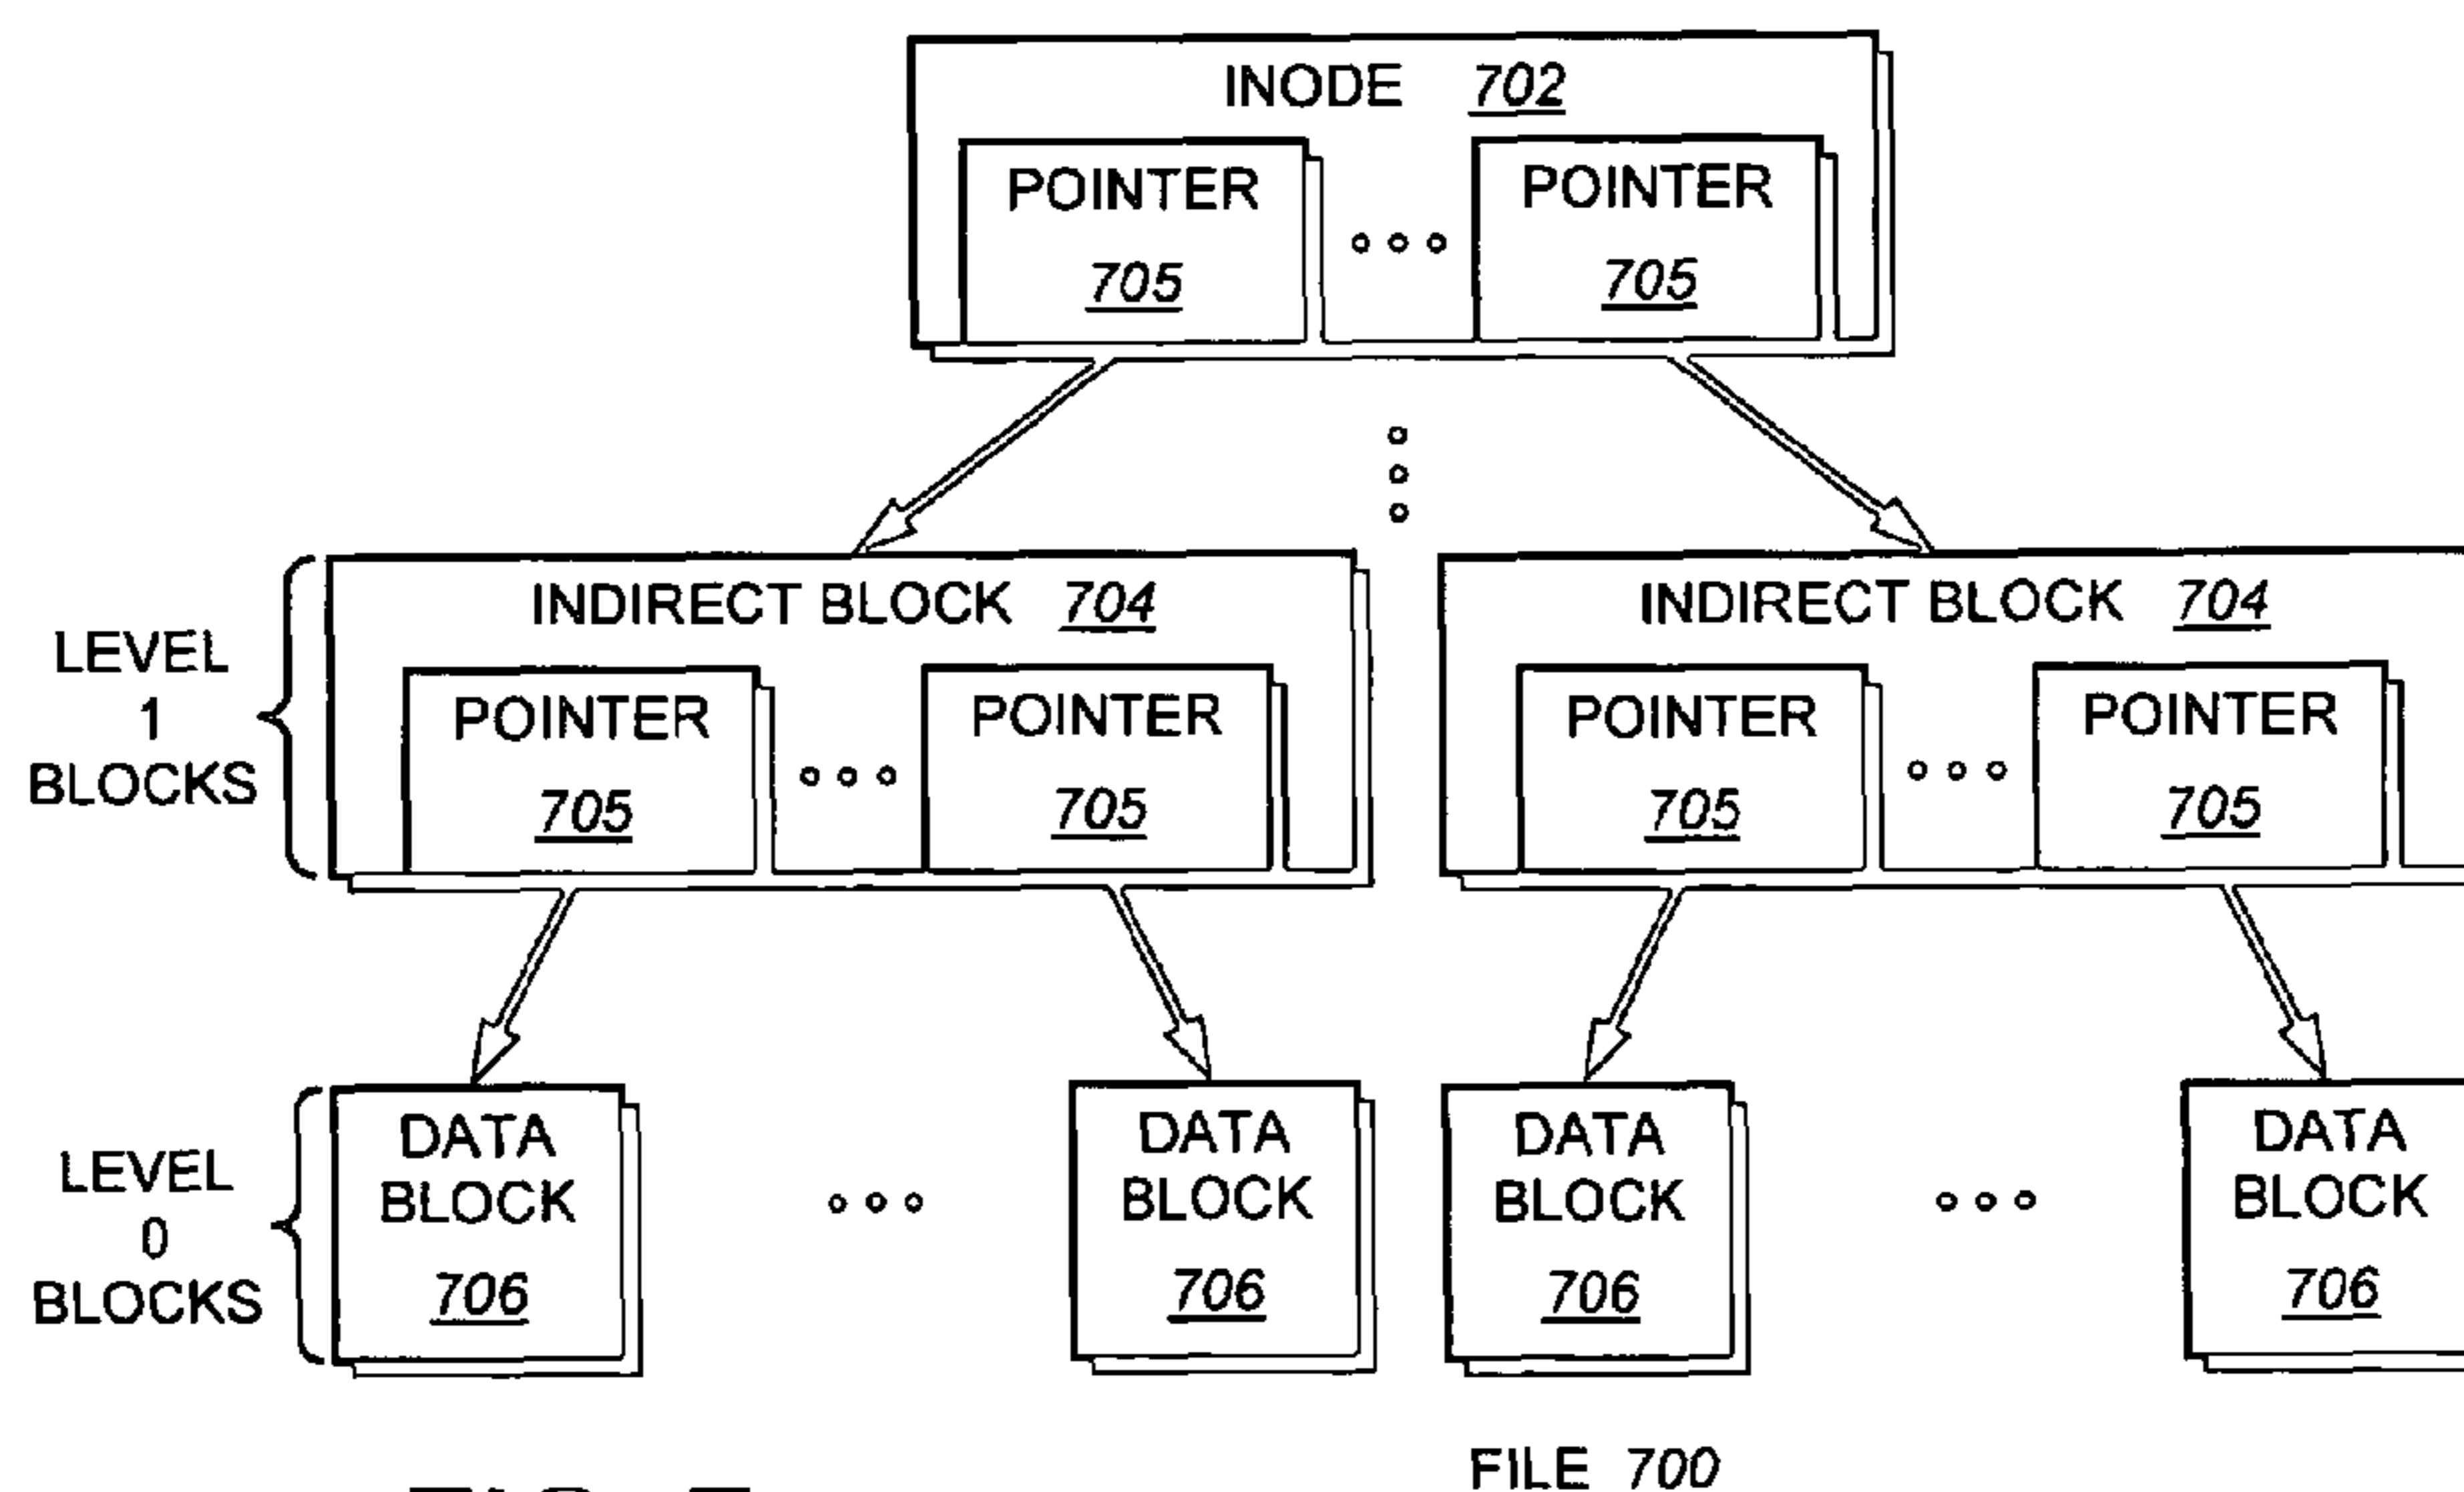 INODE 702
POINTER POINTER
705 705
INDIRECT BLOCK 704 INDIRECT BLOCK 704
LEVEL
1
BLOCKS
POINTER POINTER POINTER POINTER
705 705 705 705
LEVEL
0
BLOCKS
DATA
BLOCK
706
DATA
BLOCK
706
DATA
BLOCK
706
DATA
BLOCK
706
FILE 700